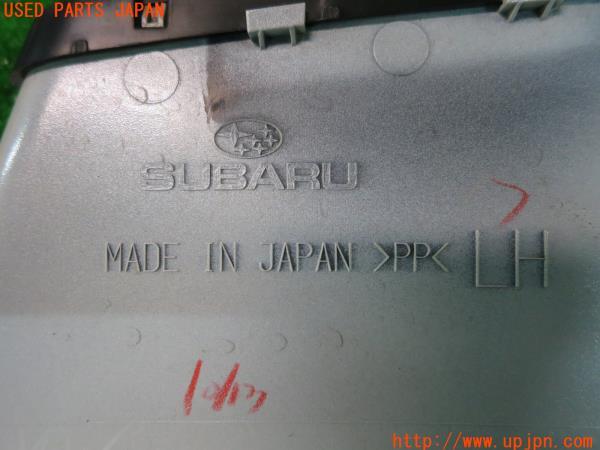 USED PARTS JAPAN
SUBARU
MADE IN JAPAN >PP< LH
http://www.upjpn.com